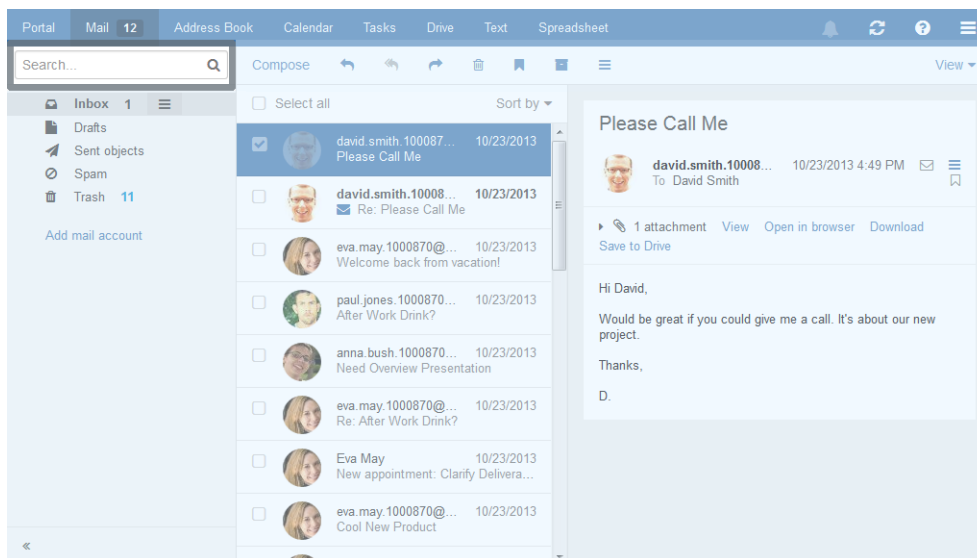 Portal Mail 12 Address Book Calendar Tasks Drive Text Spreadsheet
Search...
Compose
View
Inbox 1
Drafts
Sent objects
Spam
Trash 11
Add mail account
Select all Sort by
david.smith.100087... 10/23/2013
Please Call Me
david.smith.10008... 10/23/2013
Re: Please Call Me
eva.may.1000870@... 10/23/2013
Welcome back from vacation!
paul.jones.1000870... 10/23/2013
After Work Drink?
anna.bush.1000870... 10/23/2013
Need Overview Presentation
eva.may.1000870@... 10/23/2013
Re: After Work Drink?
Eva May 10/23/2013
New appointment: Clarify Delivera...
eva.may.1000870@... 10/23/2013
Cool New Product
Please Call Me
david.smith.10008... 10/23/2013 4:49 PM
To David Smith
1 attachment View Open in browser Download
Save to Drive
Hi David,
Would be great if you could give me a call. It's about our new
project.
Thanks,
D.